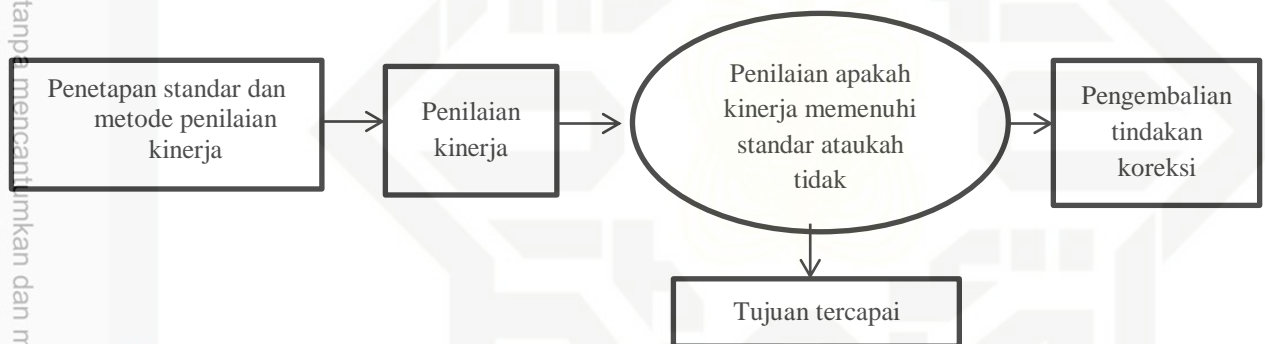 tanpa mencantumkan dan m
Penetapan standar dan
metode penilaian
kinerja
Penilaian
kinerja
Penilaian apakah
kinerja memenuhi
standar ataukah
tidak
Pengembalian
tindakan
koreksi
Tujuan tercapai